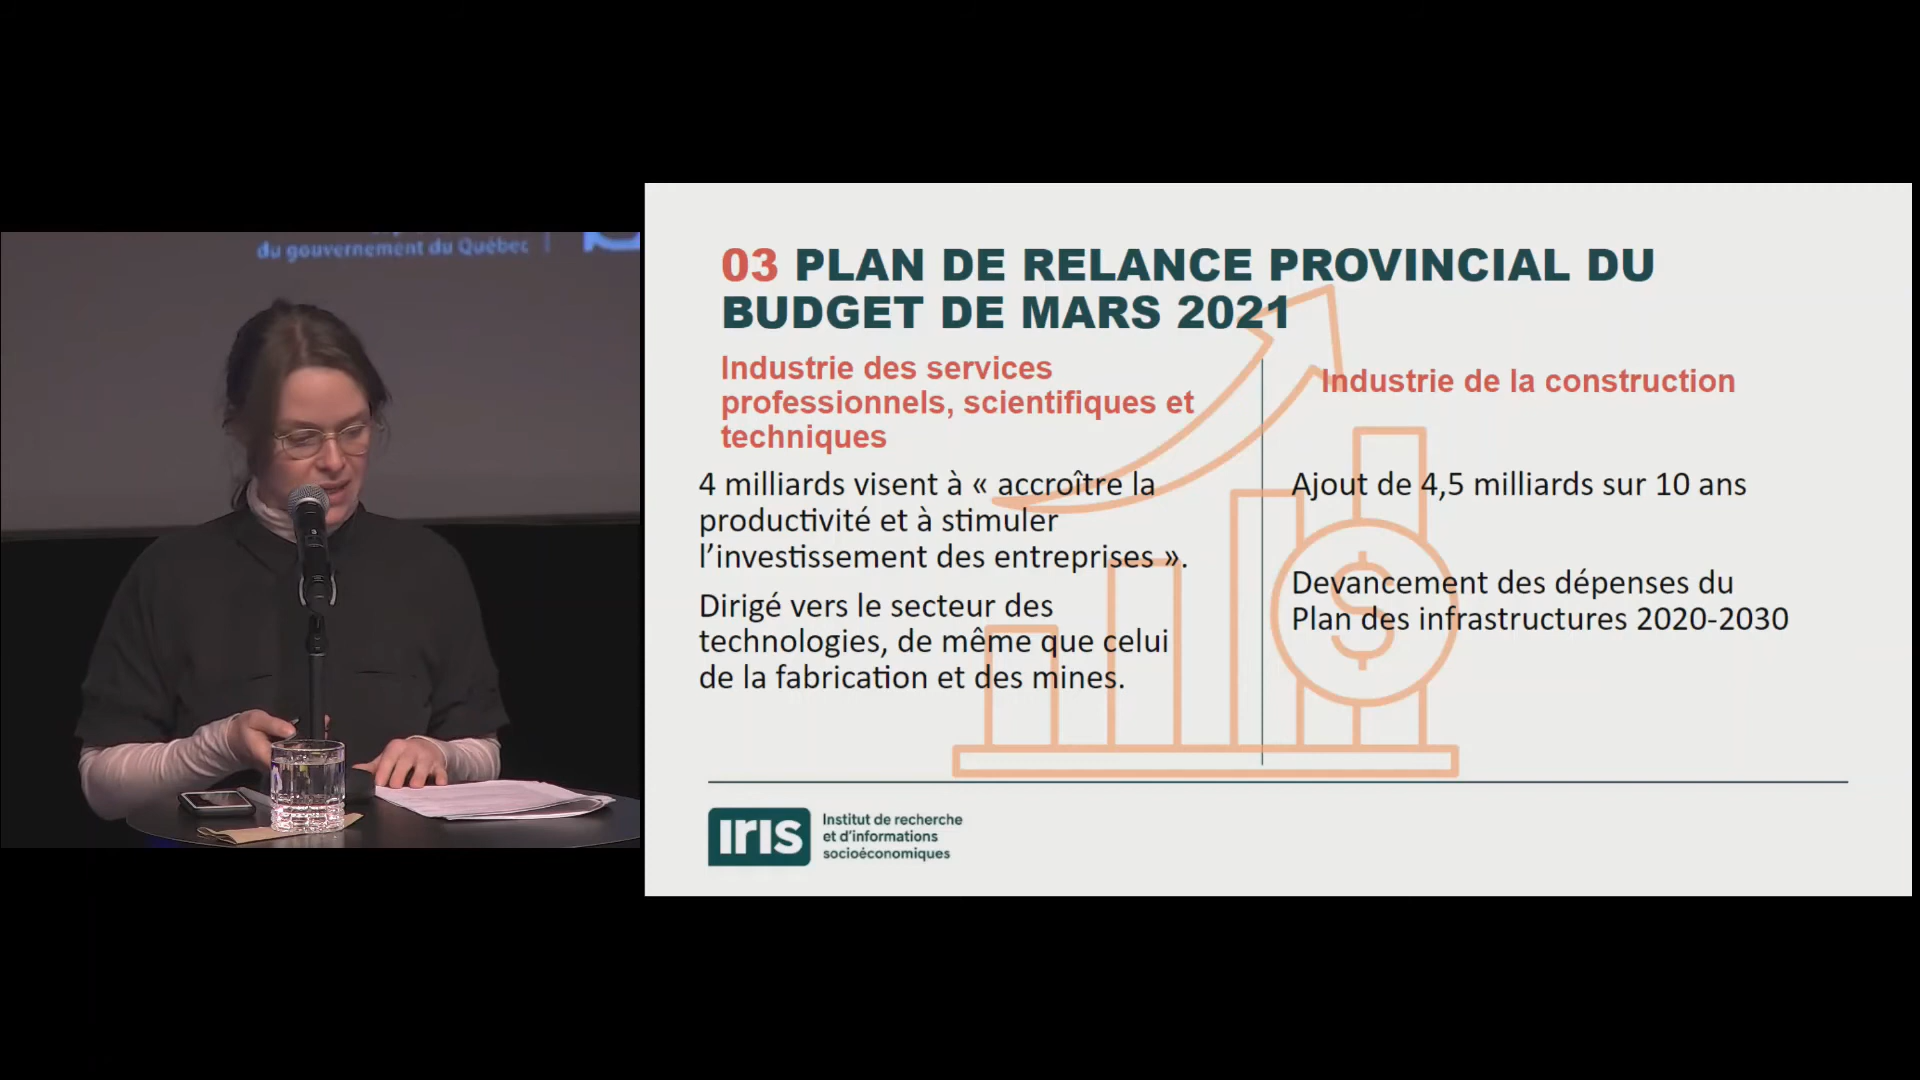 du gouvernement du Québec
03 PLAN DE RELANCE PROVINCIAL DU
BUDGET DE MARS 2021
Industrie des services
professionnels, scientifiques et
techniques
4 milliards visent à « accroître la
productivité et à stimuler
l’investissement des entreprises ».
Dirigé vers le secteur des
technologies, de même que celui
de la fabrication et des mines.
Industrie de la construction
Ajout de 4,5 milliards sur 10 ans
Devancement des dépenses du
Plan des infrastructures 2020-2030
$
IRIS
Institut de recherche
et d’informations
socioéconomiques